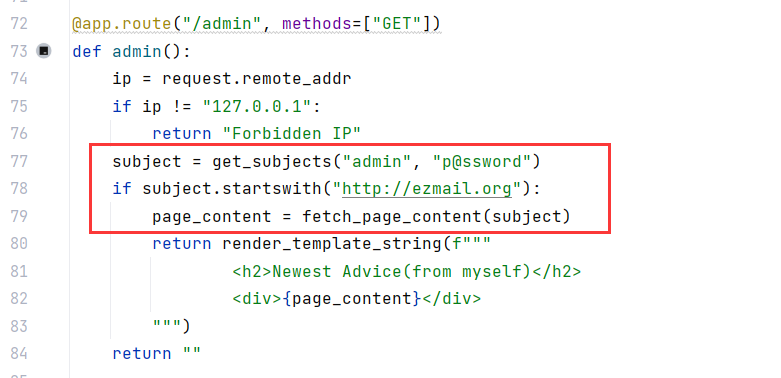 72 @app.route("/admin", methods=["GET"])
73 def admin():
74     ip = request.remote_addr
75     if ip != "127.0.0.1":
76         return "Forbidden IP"
77     subject = get_subjects("admin", "p@ssword")
78     if subject.startswith("http://ezmail.org"):
79         page_content = fetch_page_content(subject)
80         return render_template_string(f"""
81                 <h2>Newest Advice(from myself)</h2>
82                 <div>{page_content}</div>
83         """)
84     return ""